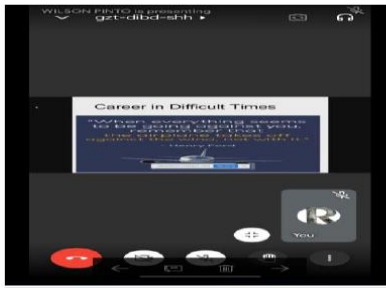 WILSON PINTO is presenting
gzt-dibd-shh
Career in Difficult Times
"When everything seems
to be going against you,
remember that
the airplane takes off
against the wind, not with it."
- Henry Ford
R
You